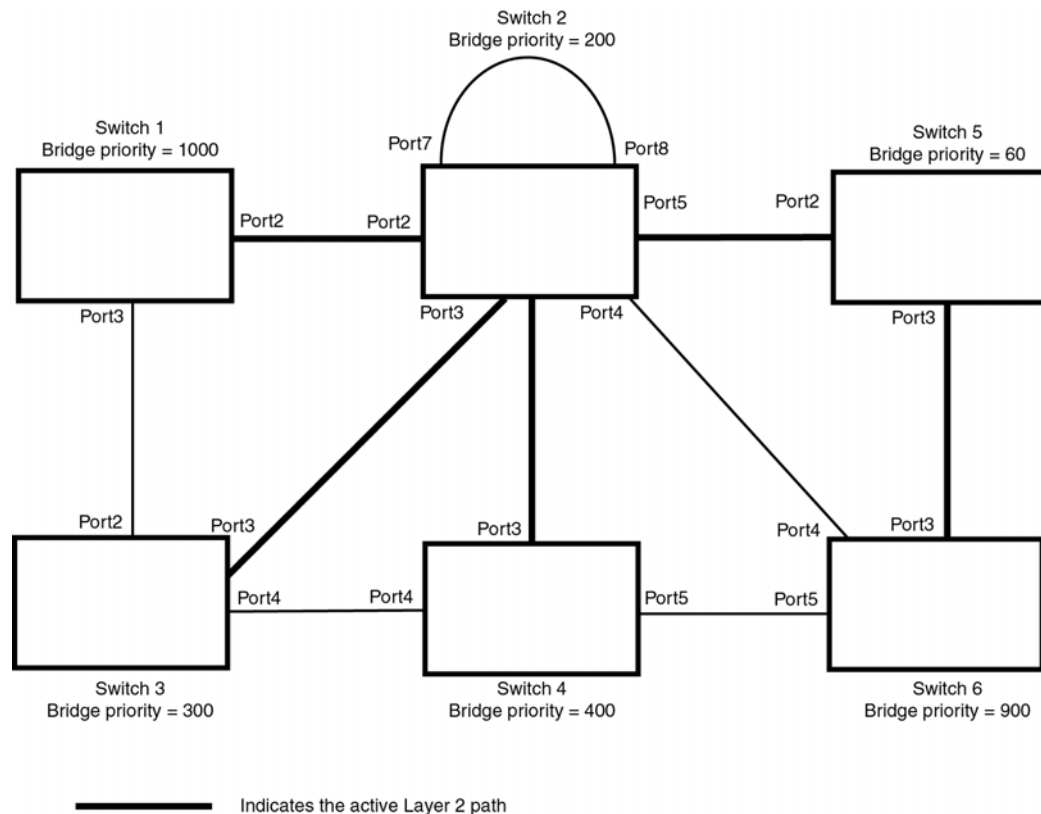 Switch 2
Bridge priority = 200
Switch 1
Bridge priority = 1000
Switch 5
Bridge priority = 60
Port7
Port8
Port2
Port2
Port5
Port2
Port3
Port3
Port4
Port3
Port2
Port3
Port3
Port4
Port3
Port4
Port4
Port5
Port5
Switch 3
Bridge priority = 300
Switch 4
Bridge priority = 400
Switch 6
Bridge priority = 900
Indicates the active Layer 2 path